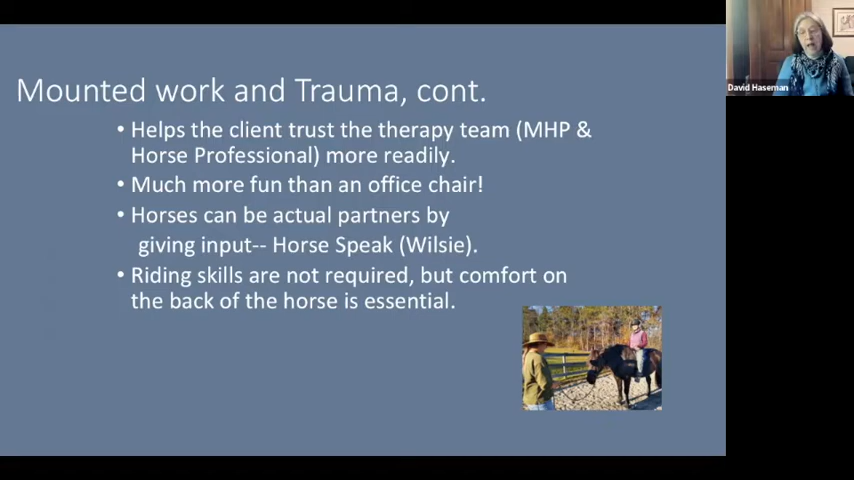 Mounted work and Trauma, cont.
• Helps the client trust the therapy team (MHP &
Horse Professional) more readily.
• Much more fun than an office chair!
• Horses can be actual partners by
giving input-- Horse Speak (Wilsie).
• Riding skills are not required, but comfort on
the back of the horse is essential.
David Haseman